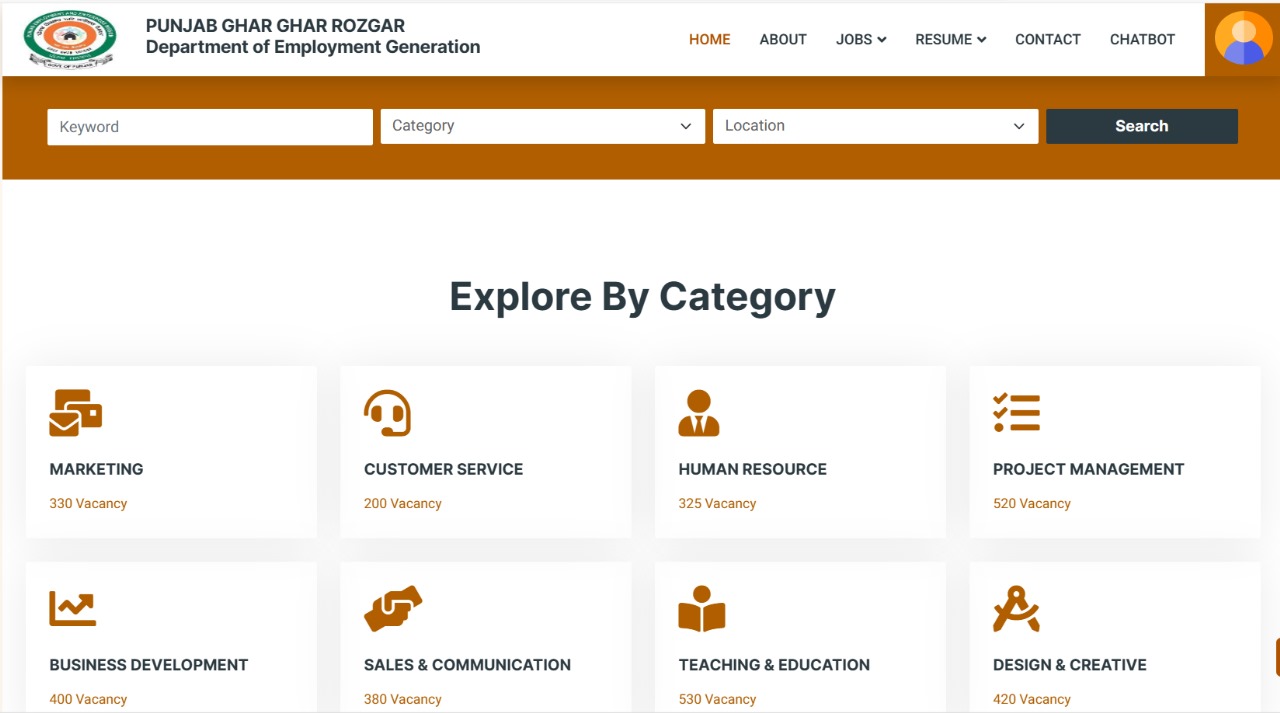 PUNJAB GHAR GHAR ROZGAR
Department of Employment Generation
HOME ABOUT JOBS RESUME CONTACT CHATBOT
Keyword Category Location Search
Explore By Category
MARKETING CUSTOMER SERVICE HUMAN RESOURCE PROJECT MANAGEMENT
330 Vacancy 200 Vacancy 325 Vacancy 520 Vacancy
BUSINESS DEVELOPMENT SALES & COMMUNICATION TEACHING & EDUCATION DESIGN & CREATIVE
400 Vacancy 380 Vacancy 530 Vacancy 420 Vacancy